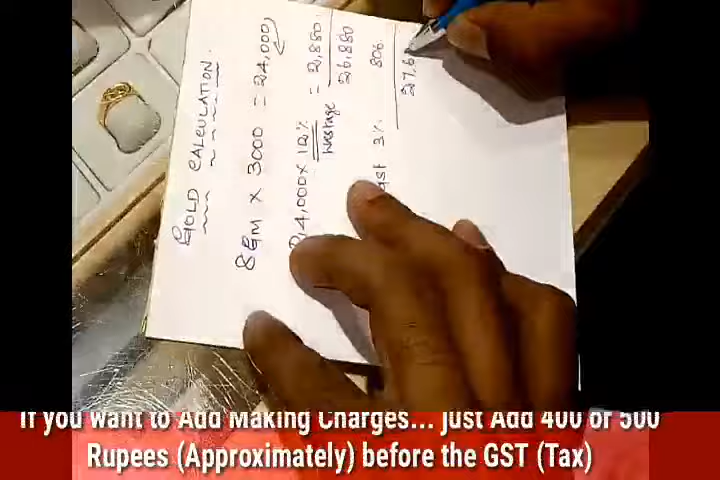 GOLD CALCULATION
8GM X 3000 = 24,000
24,000 X 12% = 2,880
Wastage
26,880
GST 3% 806
27,6
If you want to Add Making Charges... Just Add 400 or 500
Rupees (Approximately) before the GST (Tax)